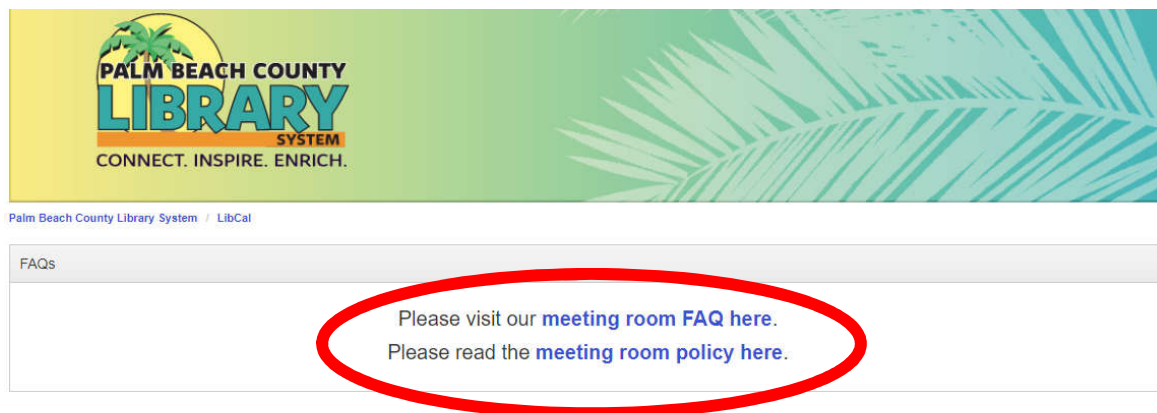 PALM BEACH COUNTY
LIBRARY
SYSTEM
CONNECT. INSPIRE. ENRICH.
Palm Beach County Library System / LibCal
FAQs
Please visit our meeting room FAQ here.
Please read the meeting room policy here.